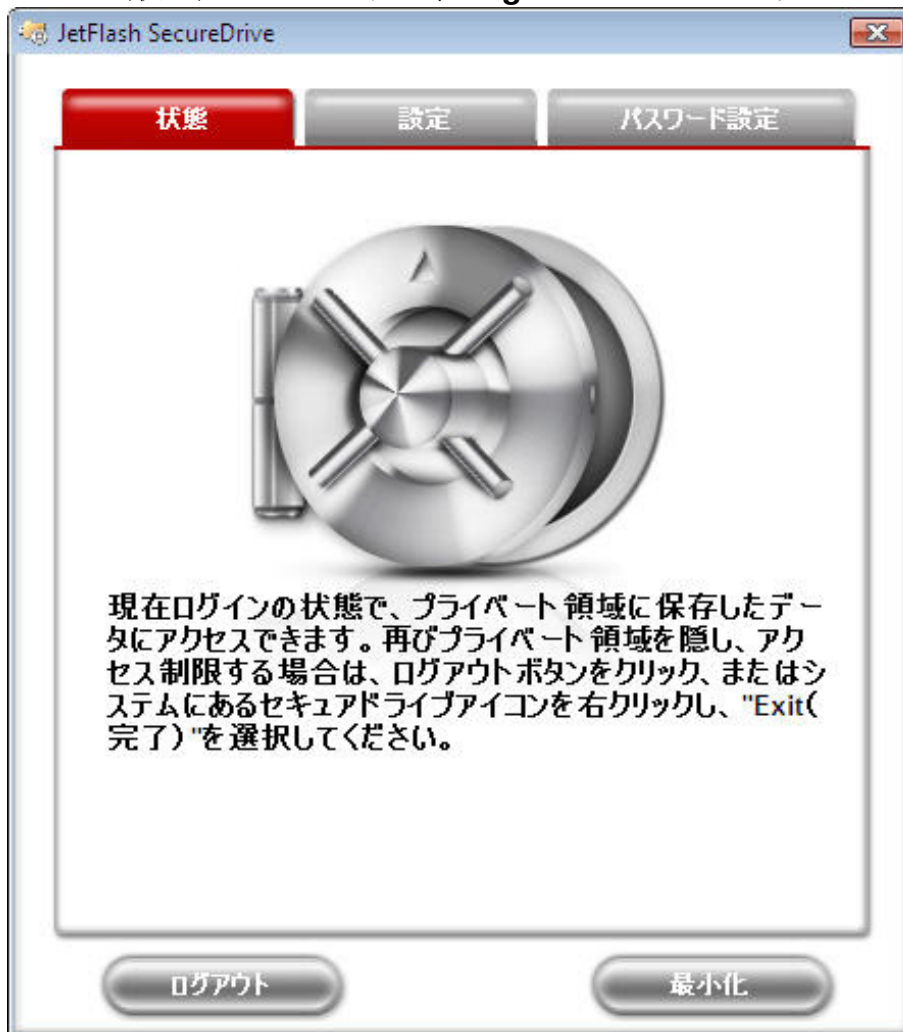 JetFlash SecureDrive
状態 設定 パスワード設定
現在ログインの状態で、プライベート領域に保存したデー
タにアクセスできます。再びプライベート領域を隠し、アク
セス制限する場合は、ログアウトボタンをクリック、またはシ
ステムにあるセキュアドライブアイコンを右クリックし、"Exit(
完了)"を選択してください。
ログアウト 最小化